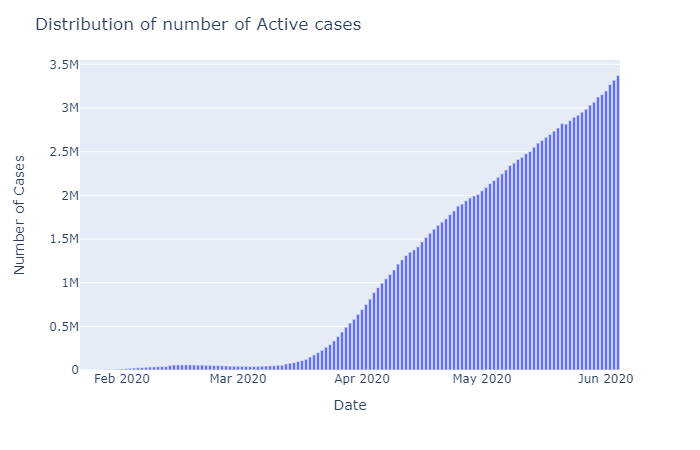 Distribution of number of Active cases
Number of Cases
3.5M
3M
2.5M
2M
1.5M
1M
0.5M
0
Feb 2020
Mar 2020
Apr 2020
May 2020
Jun 2020
Date